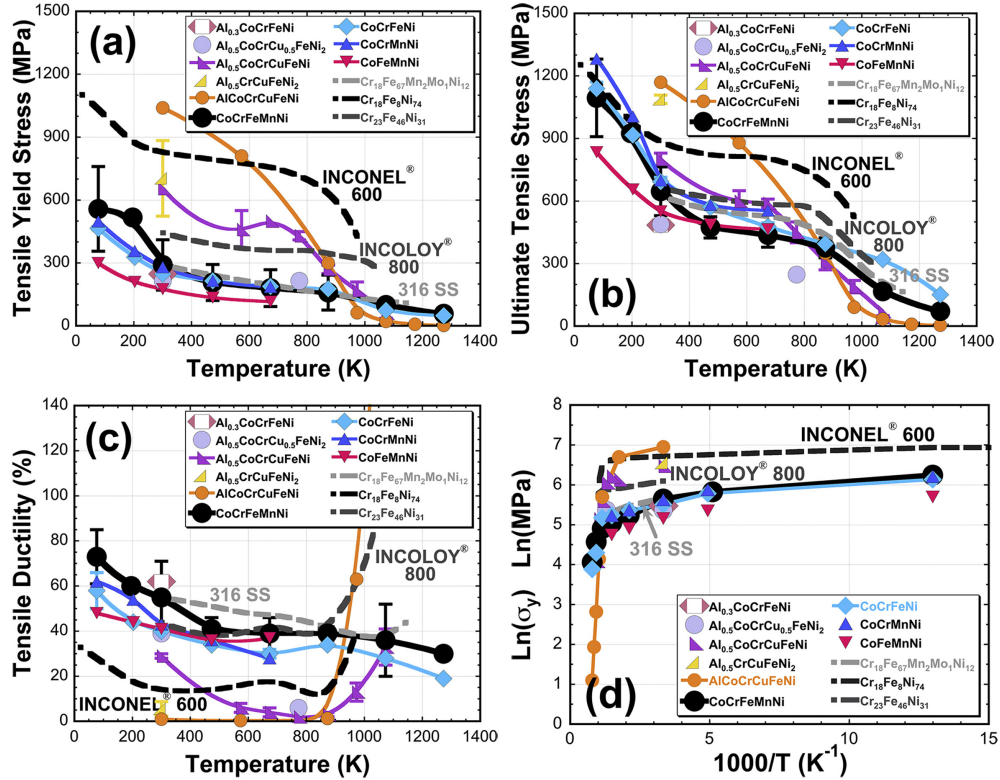 (a)
Tensile Yield Stress (MPa)
1500
1200
900
600
300
0
Al0.3CoCrFeNi
Al0.5CoCrCu0.5FeNi2
Al0.5CoCrCuFeNi
Al0.5CrCuFeNi2
AlCoCrCuFeNi
CoCrFeMnNi
CoCrFeNi
CoCrMnNi
CoFeMnNi
Cr18Fe67Mn2Mo1Ni12
Cr18Fe8Ni74
Cr23Fe46Ni31
INCONEL® 600
INCOLOY® 800
316 SS
0 200 400 600 800 1000 1200 1400
Temperature (K)
(b)
Ultimate Tensile Stress (MPa)
1500
1200
900
600
300
0
Al0.3CoCrFeNi
Al0.5CoCrCu0.5FeNi2
Al0.5CoCrCuFeNi
Al0.5CrCuFeNi2
AlCoCrCuFeNi
CoCrFeMnNi
CoCrFeNi
CoCrMnNi
CoFeMnNi
Cr18Fe67Mn2Mo1Ni12
Cr18Fe8Ni74
Cr23Fe46Ni31
INCONEL®
600
INCOLOY®
800
316 SS
0 200 400 600 800 1000 1200 1400
Temperature (K)
(c)
Tensile Ductility (%)
140
120
100
80
60
40
20
0
Al0.3CoCrFeNi
Al0.5CoCrCu0.5FeNi2
Al0.5CoCrCuFeNi
Al0.5CrCuFeNi2
AlCoCrCuFeNi
CoCrFeMnNi
CoCrFeNi
CoCrMnNi
CoFeMnNi
Cr18Fe67Mn2Mo1Ni12
Cr18Fe8Ni74
Cr23Fe46Ni31
INCOLOY®
800
316 SS
INCONEL® 600
0 200 400 600 800 1000 1200 1400
Temperature (K)
(d)
Ln(σy) Ln(MPa)
8
7
6
5
4
3
2
1
0
INCONEL® 600
INCOLOY® 800
316 SS
Al0.3CoCrFeNi
Al0.5CoCrCu0.5FeNi2
Al0.5CoCrCuFeNi
Al0.5CrCuFeNi2
AlCoCrCuFeNi
CoCrFeMnNi
CoCrFeNi
CoCrMnNi
CoFeMnNi
Cr18Fe67Mn2Mo1Ni12
Cr18Fe8Ni74
Cr23Fe46Ni31
0 5 10 15
1000/T (K-1)